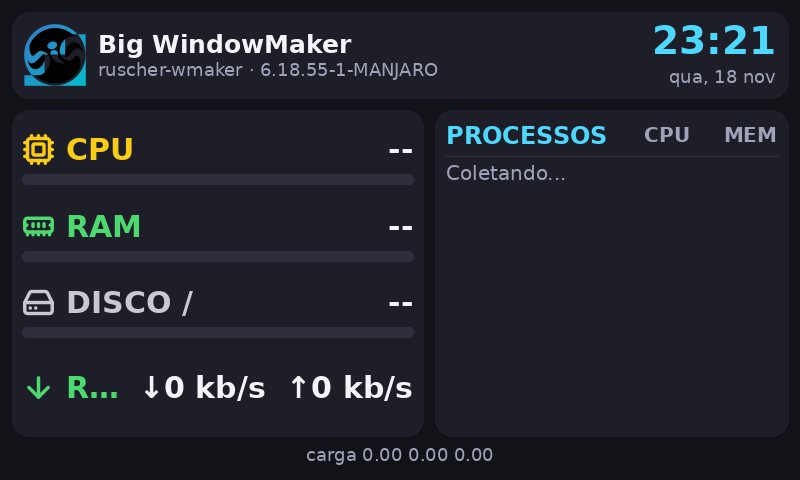 Big WindowMaker
ruscher-wmaker · 6.18.55-1-MANJARO
23:21
qua, 18 nov
CPU --
RAM --
DISCO / --
R... ↓0 kb/s ↑0 kb/s
PROCESSOS CPU MEM
Coletando...
carga 0.00 0.00 0.00